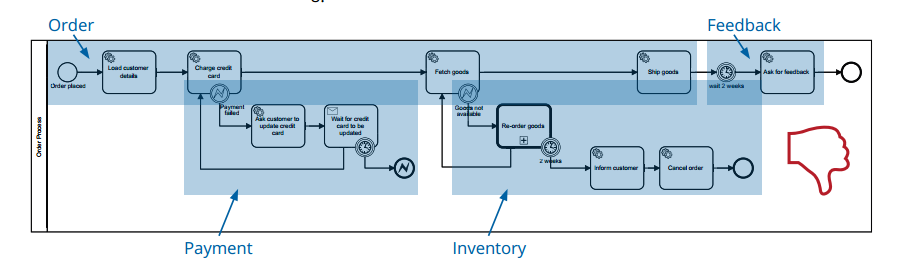 Order
Feedback
Order Process
Order placed
Load customer
details
Charge credit
card
Payment
failed
Ask customer to
update credit
card
Wait for credit
card to be
updated
Fetch goods
Goods not
available
Re-order goods
2 weeks
Inform customer
Cancel order
Ship goods
wait 2 weeks
Ask for feedback
Payment
Inventory